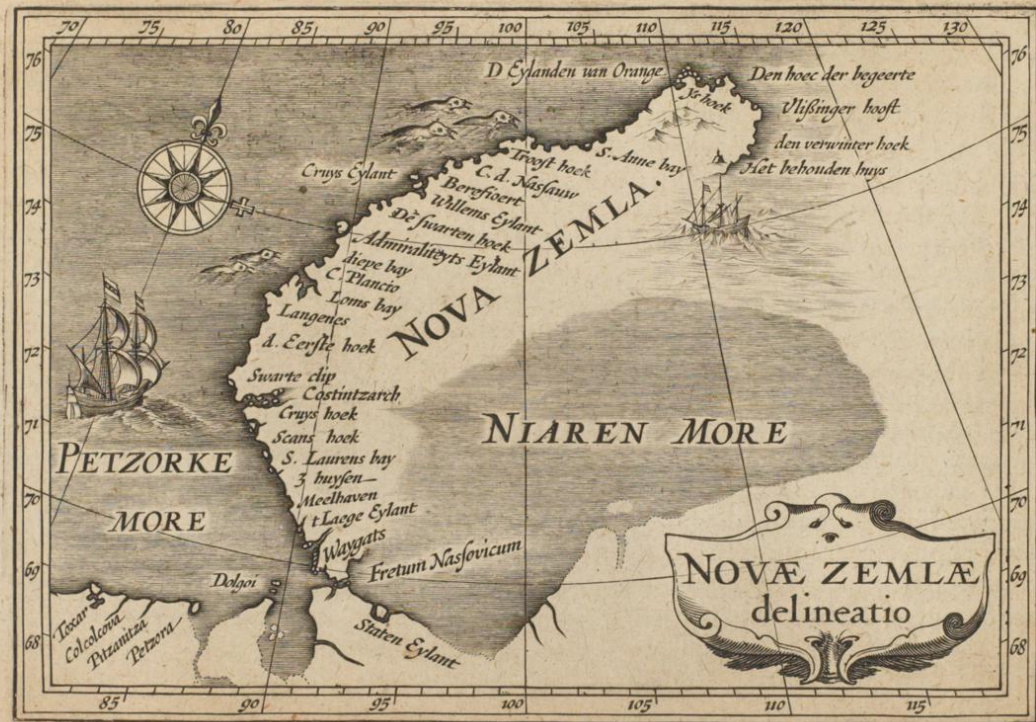 70 75 80 85 90 95 100 105 110 115 120 125 130
76
75
74
73
72
71
70
69
68
76
75
74
73
72
71
70
69
68
D Eylanden van Orange
Ys hoek
Den hoec der begeerte
Vlißinger hooft
den verwinter hoek
Het behouden huys
S. Anne bay
Troost hoek
C. d. Naſſauw
Cruys Eylant
Berefioert
Willems Eylant
De swarten hoek
Admiraliteyts Eylant
diepe bay
C. Plancio
Loms bay
Langenes
d. Eerſte hoek
NOVA ZEMLA.
Swarte clip
Costintzarch
Cruys hoek
Scans hoek
S. Laurens bay
3 huyſen
Meelhaven
t Laege Eylant
Waygats
Fretum Naſſovicum
NIAREN MORE
PETZORKE
MORE
Dolgoi
Toxar
Colcolcova
Pitzanitza
Petzora
Staten Eylant
NOVÆ ZEMLÆ
delineatio
85 90 95 100 105 110 115